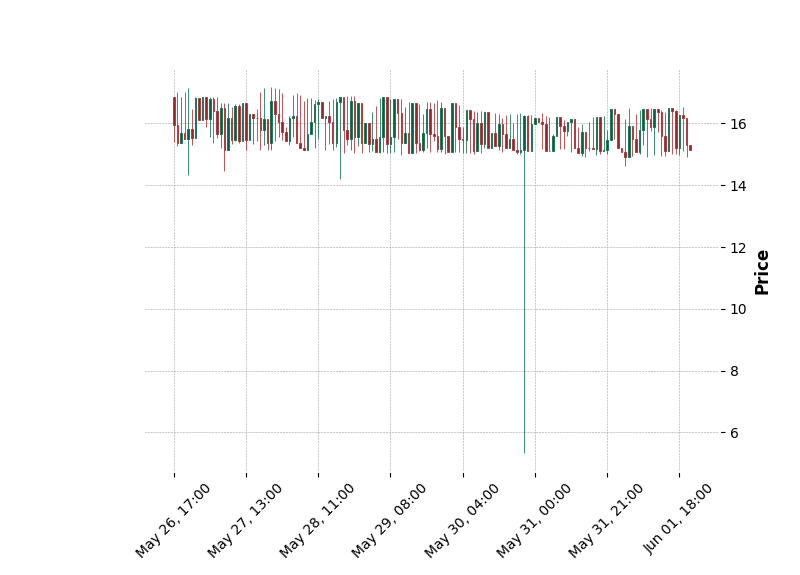 16
14
12
10
8
6
Price
May 26, 17:00
May 27, 13:00
May 28, 11:00
May 29, 08:00
May 30, 04:00
May 31, 00:00
May 31, 21:00
Jun 01, 18:00